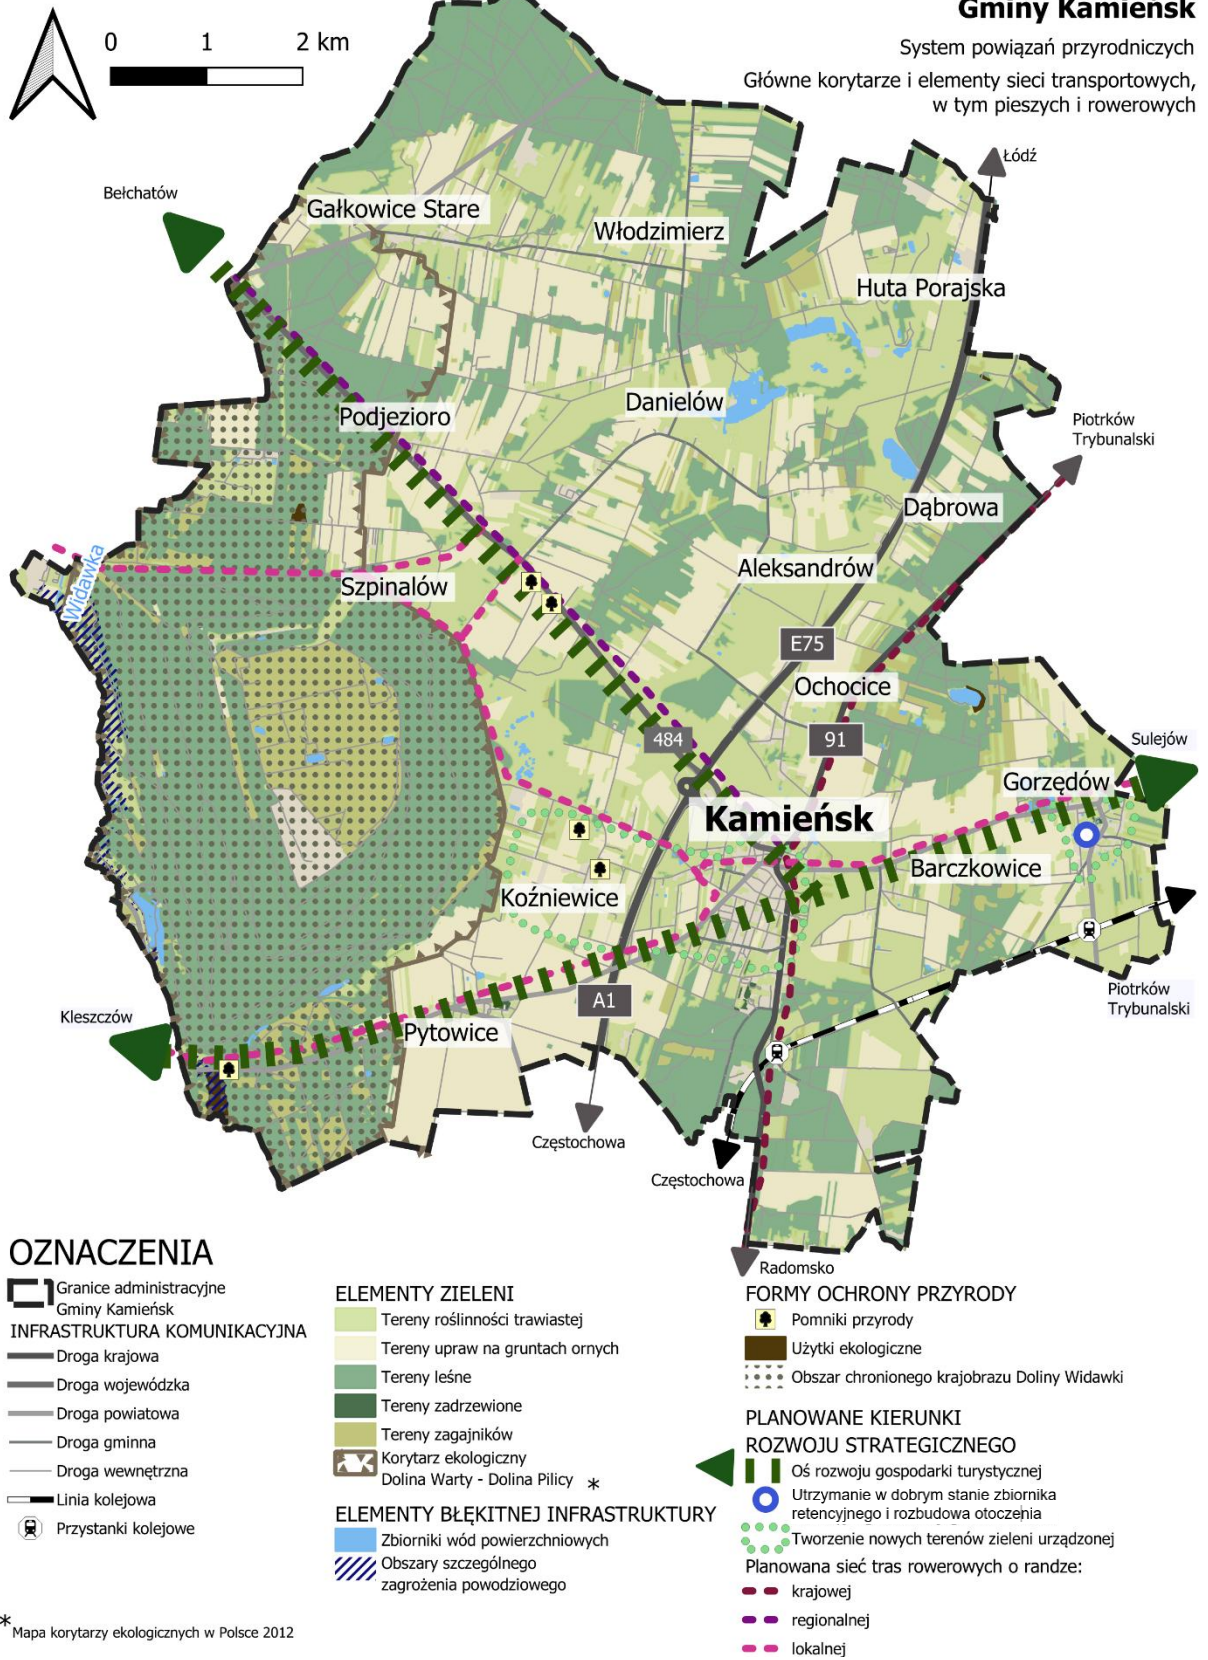 Gminy Kamieńsk
System powiązań przyrodniczych
Główne korytarze i elementy sieci transportowych,
w tym pieszych i rowerowych
0 1 2 km
Łódź
Bełchatów
Gałkowice Stare
Włodzimierz
Huta Porajska
Podjezioro
Danielów
Piotrków
Trybunalski
Dąbrowa
Aleksandrów
Widawka
Szpinalów
E75
Ochocice
484
91
Sulejów
Gorzędów
Kamieńsk
Barczkowice
Koźniewice
A1
Piotrków
Trybunalski
Kleszczów
Pytowice
Częstochowa
Częstochowa
Radomsko
OZNACZENIA
Granice administracyjne
Gminy Kamieńsk
INFRASTRUKTURA KOMUNIKACYJNA
Droga krajowa
Droga wojewódzka
Droga powiatowa
Droga gminna
Droga wewnętrzna
Linia kolejowa
Przystanki kolejowe
* Mapa korytarzy ekologicznych w Polsce 2012
ELEMENTY ZIELENI
Tereny roślinności trawiastej
Tereny upraw na gruntach ornych
Tereny leśne
Tereny zadrzewione
Tereny zagajników
Korytarz ekologiczny
Dolina Warty - Dolina Pilicy *
ELEMENTY BŁĘKITNEJ INFRASTRUKTURY
Zbiorniki wód powierzchniowych
Obszary szczególnego
zagrożenia powodziowego
FORMY OCHRONY PRZYRODY
Pomniki przyrody
Użytki ekologiczne
Obszar chronionego krajobrazu Doliny Widawki
PLANOWANE KIERUNKI
ROZWOJU STRATEGICZNEGO
Oś rozwoju gospodarki turystycznej
Utrzymanie w dobrym stanie zbiornika
retencyjnego i rozbudowa otoczenia
Tworzenie nowych terenów zieleni urządzonej
Planowana sieć tras rowerowych o randze:
krajowej
regionalnej
lokalnej